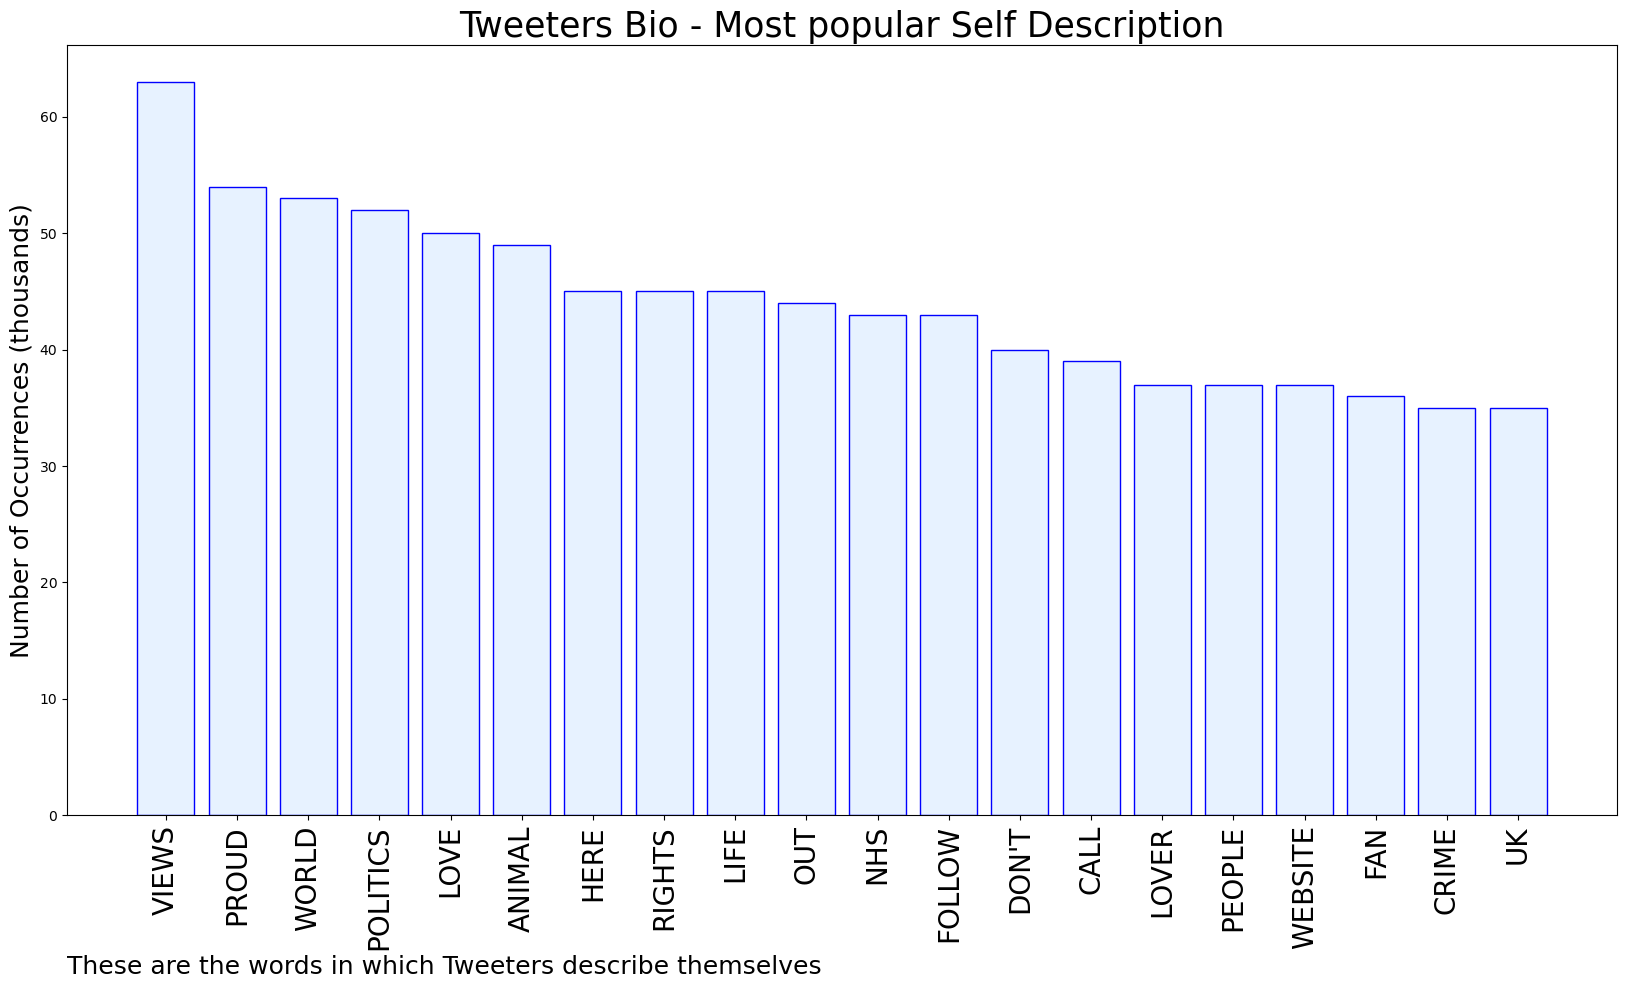 Tweeters Bio - Most popular Self Description
Number of Occurrences (thousands)
60
50
40
30
20
10
0
VIEWS
PROUD
WORLD
POLITICS
LOVE
ANIMAL
HERE
RIGHTS
LIFE
OUT
NHS
FOLLOW
DON'T
CALL
LOVER
PEOPLE
WEBSITE
FAN
CRIME
UK
These are the words in which Tweeters describe themselves